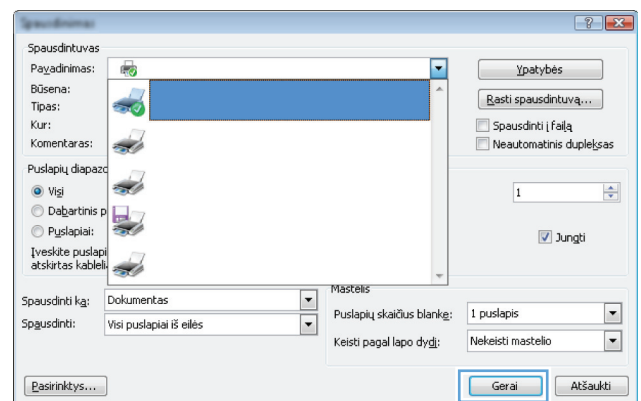 Spausdinimas
Spausdintuvas
Pavadinimas:
Ypatybės
Būsena:
Tipas:
Rasti spausdintuvą...
Kur:
Spausdinti į failą
Komentaras:
Neautomatinis dupleksas
Puslapių diapazo
Visi
1
Dabartinis p
Puslapiai:
Jungti
Įveskite puslapi
atskirtas kableli
Mastelis
Spausdinti ką: Dokumentas
Puslapių skaičius blanke: 1 puslapis
Spausdinti: Visi puslapiai iš eilės
Keisti pagal lapo dydį: Nekeisti mastelio
Pasirinktys...
Gerai
Atšaukti